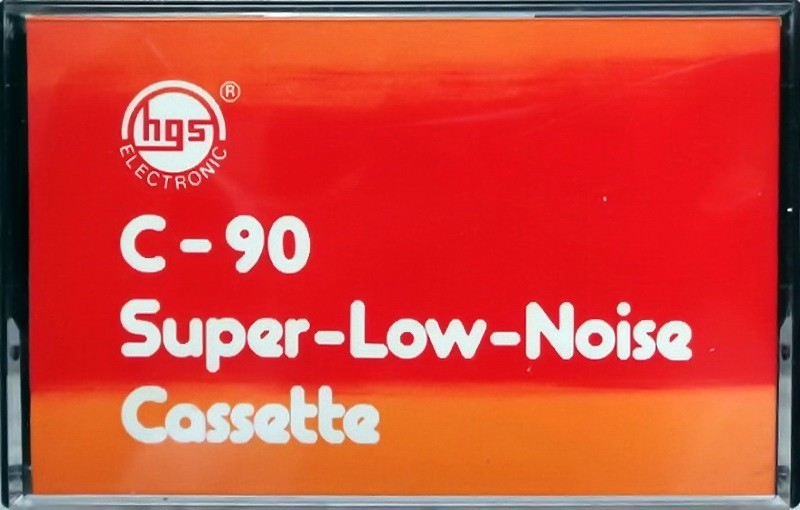 hgs®
ELECTRONIC
C-90
Super-Low-Noise
Cassette